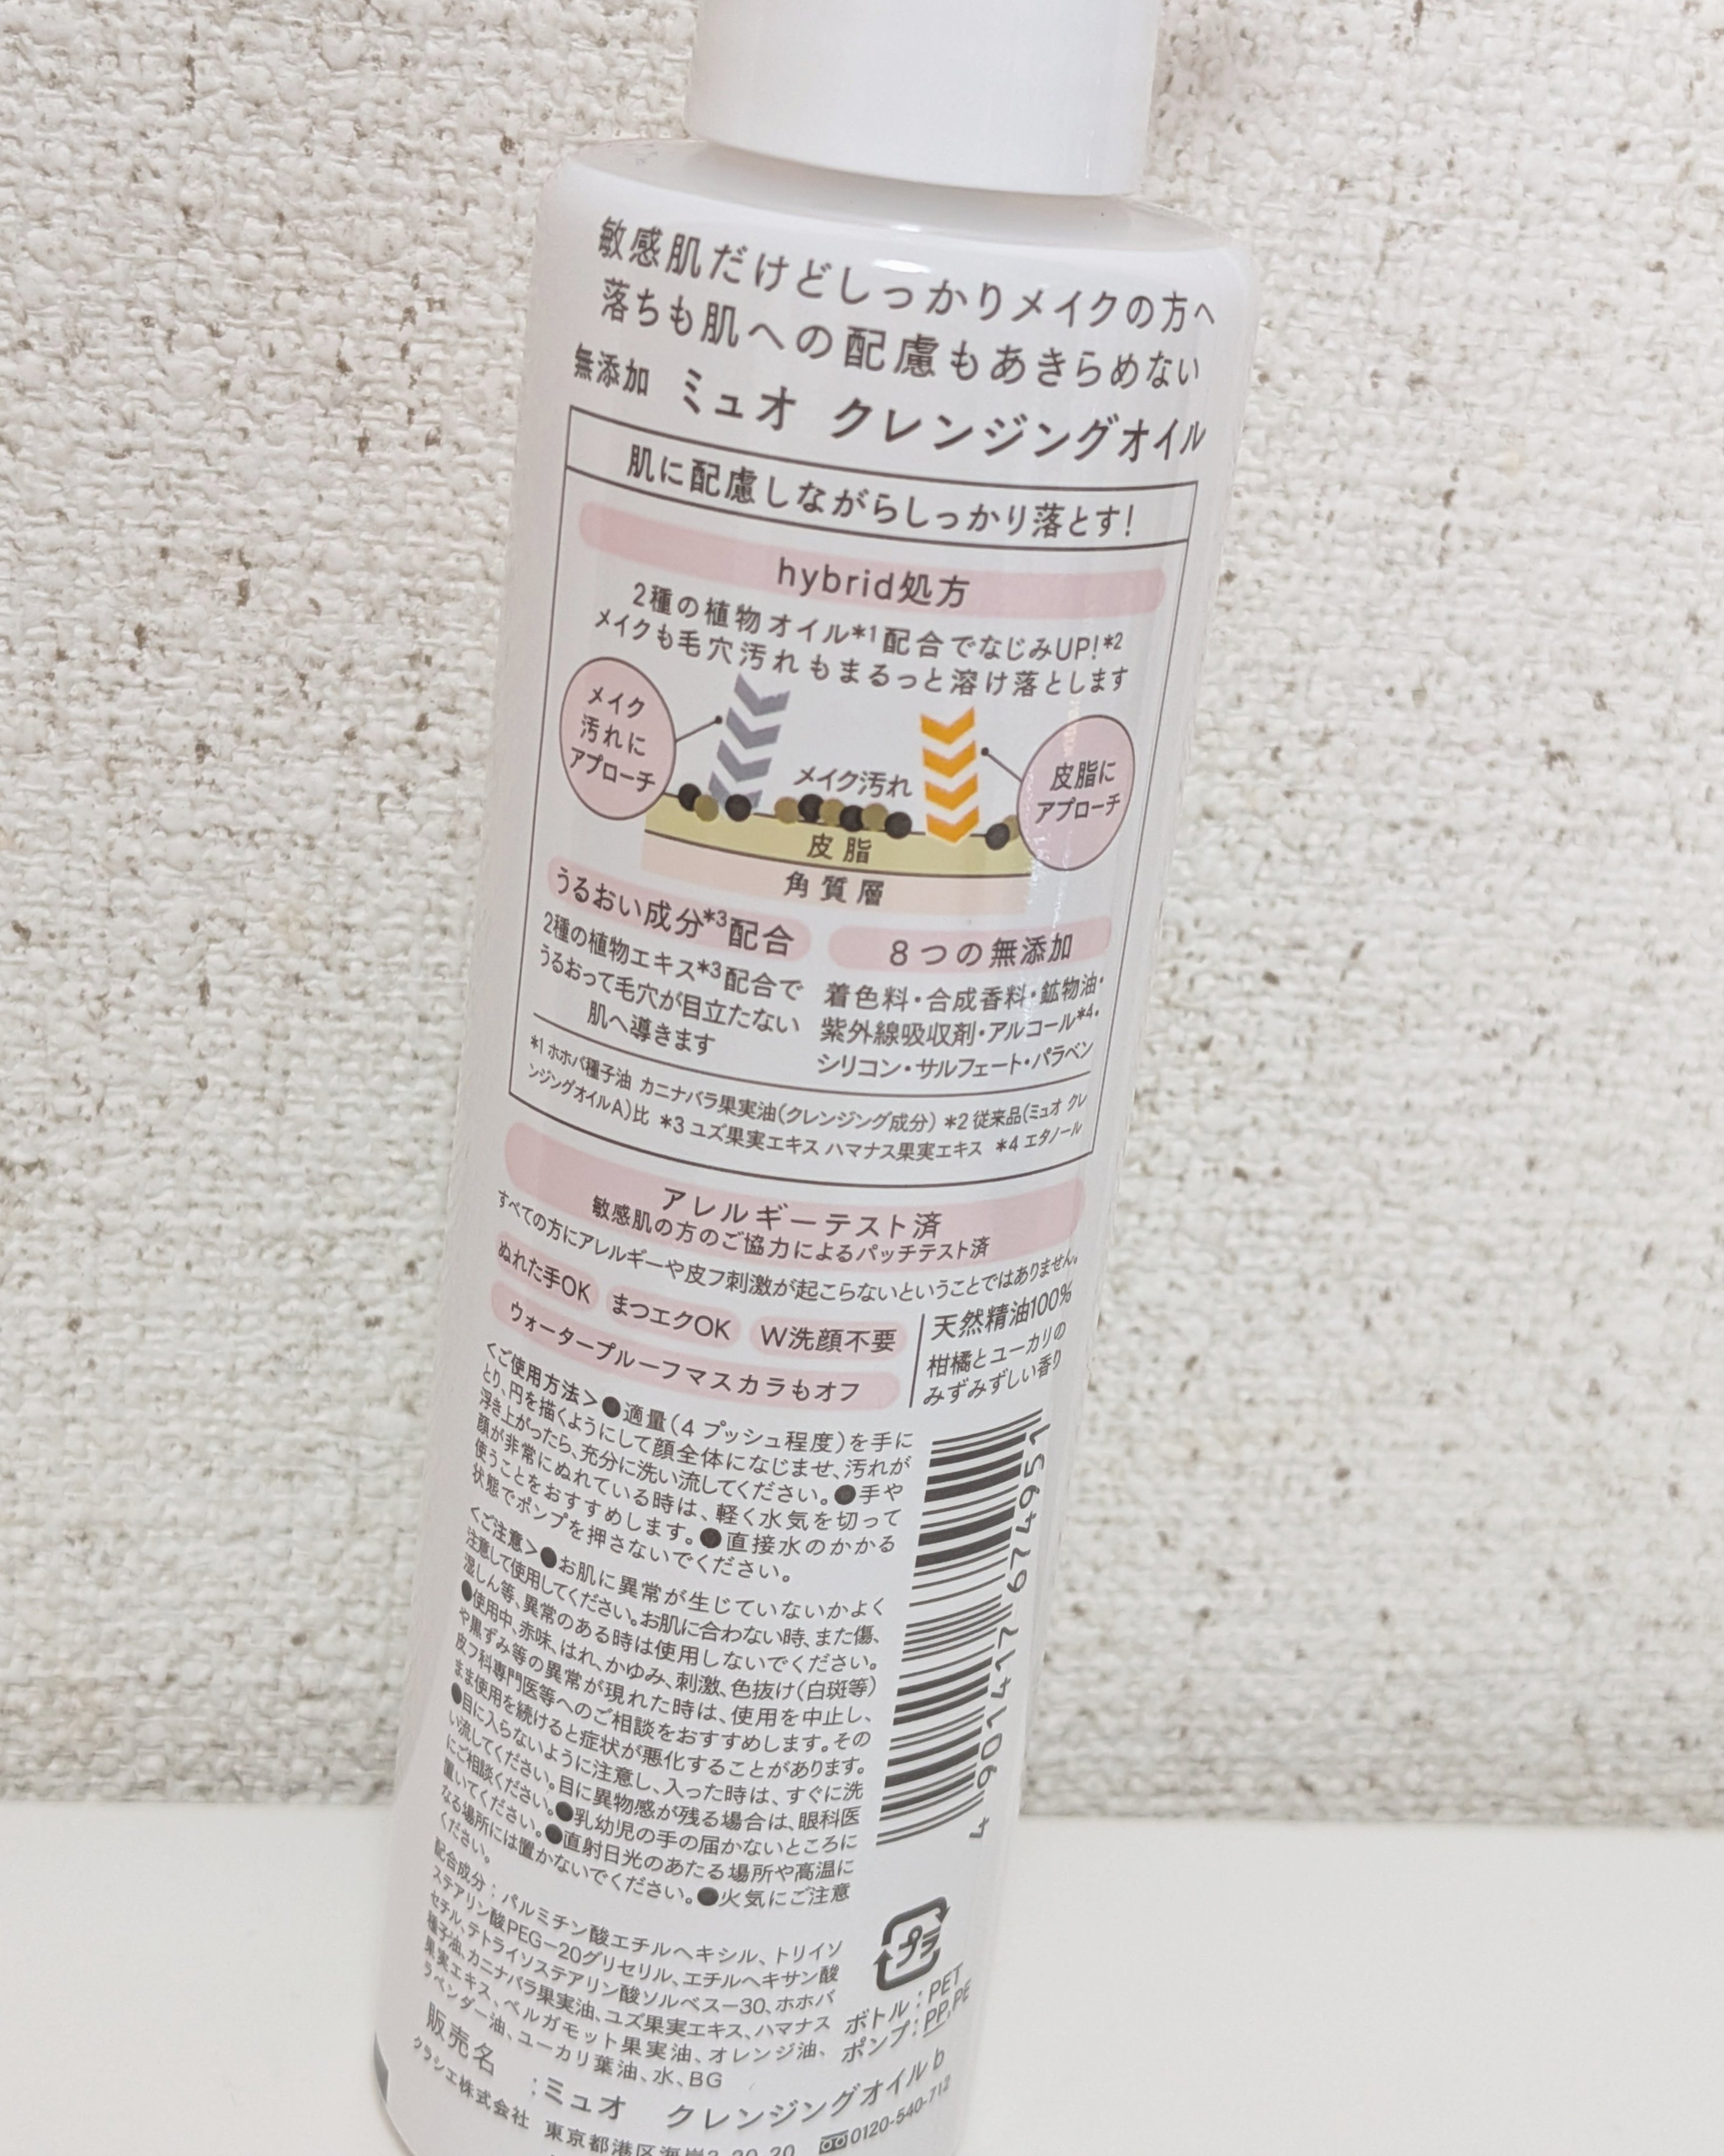 敏感肌だけどしっかりメイクの方へ
落ちも肌への配慮もあきらめない
無添加 ミュオ クレンジングオイル
肌に配慮しながらしっかり落とす!
hybrid処方
2種の植物オイル*1配合でなじみUP!*2
メイクも毛穴汚れもまるっと溶け落とします
メイク
汚れに
アプローチ
メイク汚れ
皮脂に
アプローチ
皮脂
角質層
うるおい成分*3配合
2種の植物エキス*3配合で
うるおって毛穴が目立たない
肌へ導きます
8つの無添加
着色料・合成香料・鉱物油・
紫外線吸収剤・アルコール*4・
シリコン・サルフェート・パラベン
*1 ホホバ種子油 カニナバラ果実油(クレンジング成分) *2 従来品(ミュオ クレ
ンジングオイルA)比 *3 ユズ果実エキス ハマナス果実エキス *4 エタノール
アレルギーテスト済
敏感肌の方のご協力によるパッチテスト済
すべての方にアレルギーや皮フ刺激が起こらないということではありません。
ぬれた手OK まつエクOK W洗顔不要
ウォータープルーフマスカラもオフ
天然精油100%
柑橘とユーカリの
みずみずしい香り
<ご使用方法>●適量(4 プッシュ程度)を手に
とり、円を描くようにして顔全体になじませ、汚れが
浮き上がったら、充分に洗い流してください。●手や
顔が非常にぬれている時は、軽く水気を切って
使うことをおすすめします。●直接水のかかる
状態でポンプを押さないでください。
<ご注意>●お肌に異常が生じていないかよく
注意して使用してください。お肌に合わない時、また傷、
湿しん等、異常のある時は使用しないでください。
●使用中、赤味、はれ、かゆみ、刺激、色抜け(白斑等)
や黒ずみ等の異常が現れた時は、使用を中止し、
皮フ科専門医等へのご相談をおすすめします。その
まま使用を続けると症状が悪化することがあります。
●目に入らないように注意し、入った時は、すぐに洗
い流してください。目に異物感が残る場合は、眼科医
にご相談ください。●乳幼児の手の届かないところに
置いてください。●直射日光のあたる場所や高温に
なる場所には置かないでください。●火気にご注意
ください。
配合成分：パルミチン酸エチルヘキシル、トリイソ
ステアリン酸PEG-20グリセリル、エチルヘキサン酸
セチル、テトライソステアリン酸ソルベス-30、ホホバ
種子油、カニナバラ果実油、ユズ果実エキス、ハマナス
果実エキス、ベルガモット果実油、オレンジ油、
ラベンダー油、ユーカリ葉油、水、BG
4 901417 679451
プラ
ボトル：PET
ポンプ：PP,PE
販売名：ミュオ クレンジングオイル b
クラシエ株式会社 東京都港区海岸3-20-20 0120-540-712